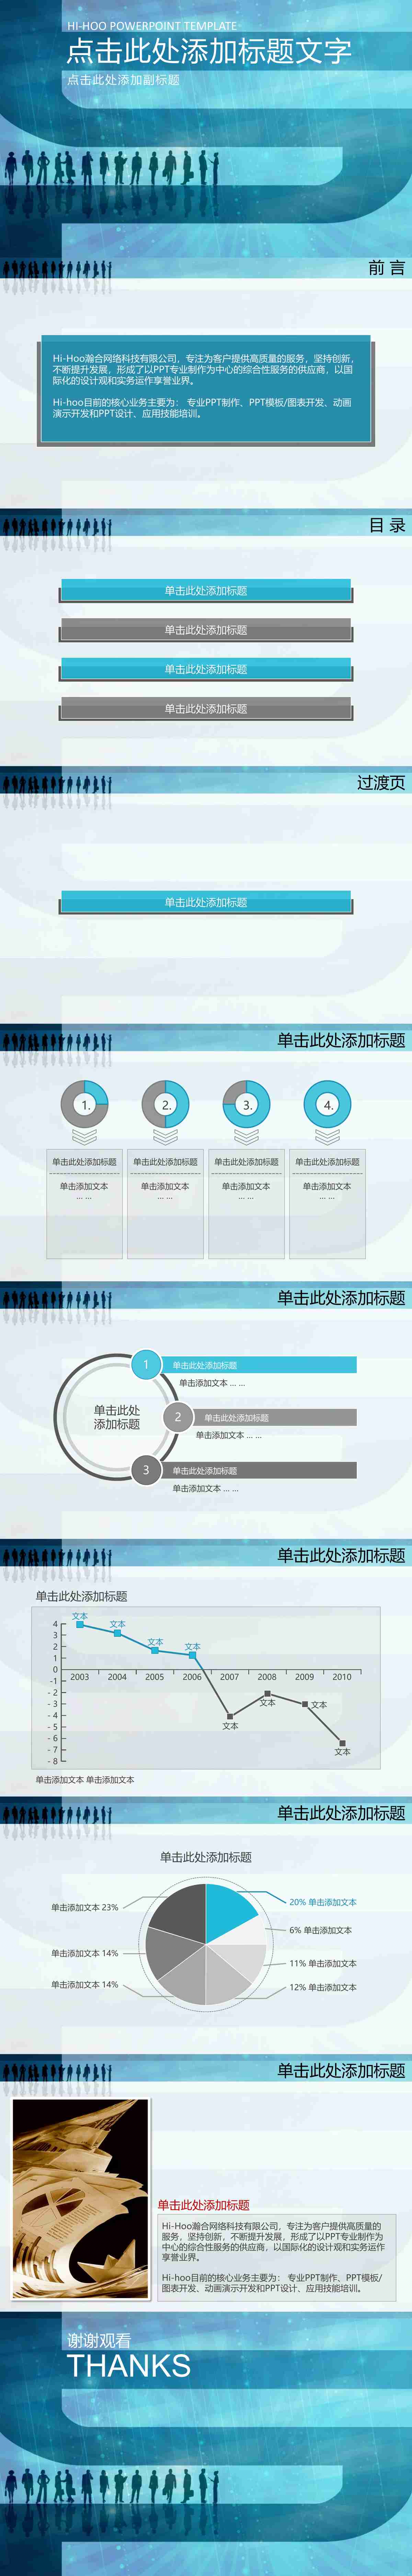 HI-HOO POWERPOINT TEMPLATE
点击此处添加标题文字
点击此处添加副标题
前 言
Hi-Hoo瀚合网络科技有限公司，专注为客户提供高质量的服务，坚持创新，
不断提升发展，形成了以PPT专业制作为中心的综合性服务的供应商，以国
际化的设计观和实务运作享誉业界。
Hi-hoo目前的核心业务主要为： 专业PPT制作、PPT模板/图表开发、动画
演示开发和PPT设计、应用技能培训。
目 录
单击此处添加标题
单击此处添加标题
单击此处添加标题
单击此处添加标题
过渡页
单击此处添加标题
单击此处添加标题
1. 2. 3. 4.
单击此处添加标题 单击此处添加标题 单击此处添加标题 单击此处添加标题
单击添加文本 单击添加文本 单击添加文本 单击添加文本
... ... ... ... ... ... ... ...
单击此处添加标题
1 单击此处添加标题
单击添加文本 ... ...
单击此处
添加标题
2 单击此处添加标题
单击添加文本 ... ...
3 单击此处添加标题
单击添加文本 ... ...
单击此处添加标题
单击此处添加标题
文本 文本 文本 文本
4
3
2
1
0
2003 2004 2005 2006 2007 2008 2009 2010
- 1
- 2
- 3
- 4
- 5
- 6
- 7
- 8
文本 文本 文本 文本
单击添加文本 单击添加文本
单击此处添加标题
单击此处添加标题
单击添加文本 23%
单击添加文本 14%
单击添加文本 14%
20% 单击添加文本
6% 单击添加文本
11% 单击添加文本
12% 单击添加文本
单击此处添加标题
单击此处添加标题
Hi-Hoo瀚合网络科技有限公司，专注为客户提供高质量的
服务，坚持创新，不断提升发展，形成了以PPT专业制作为
中心的综合性服务的供应商，以国际化的设计观和实务运作
享誉业界。
Hi-hoo目前的核心业务主要为： 专业PPT制作、PPT模板/
图表开发、动画演示开发和PPT设计、应用技能培训。
谢谢观看
THANKS